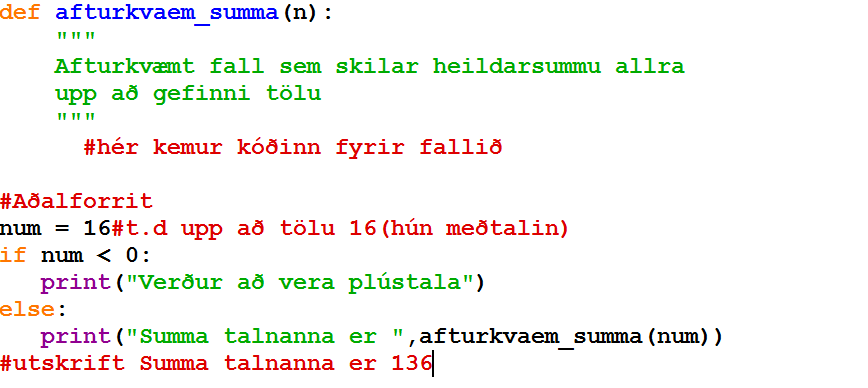 def afturkvaem_summa(n):
    """
    Afturkvæmt fall sem skilar heildarsummu allra
    upp að gefinni tölu
    """
      #hér kemur kóðinn fyrir fallið

#Aðalforrit
num = 16#t.d upp að tölu 16(hún meðtalin)
if num < 0:
   print("Verður að vera plústala")
else:
   print("Summa talnanna er ",afturkvaem_summa(num))
#utskrift Summa talnanna er 136